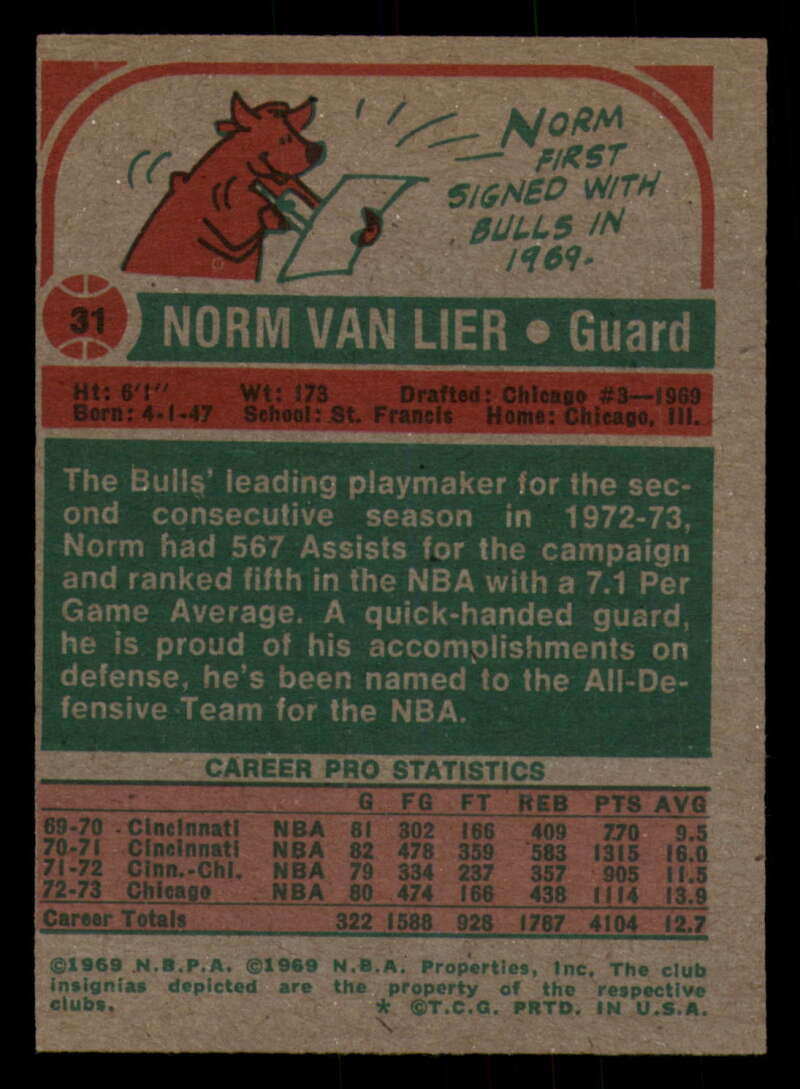 NORM
FIRST
SIGNED WITH
BULLS IN
1969.
31 NORM VAN LIER • Guard
Ht: 6'1" Wt: 173 Drafted: Chicago #3—1969
Born: 4-1-47 School: St. Francis Home: Chicago, Ill.
The Bulls' leading playmaker for the sec-
ond consecutive season in 1972-73,
Norm had 567 Assists for the campaign
and ranked fifth in the NBA with a 7.1 Per
Game Average. A quick-handed guard,
he is proud of his accomplishments on
defense, he's been named to the All-De-
fensive Team for the NBA.
CAREER PRO STATISTICS
G FG FT REB PTS AVG
69-70 Cincinnati NBA 81 302 166 409 770 9.5
70-71 Cincinnati NBA 82 478 359 583 1315 16.0
71-72 Cinn.-Chi. NBA 79 334 237 357 905 11.5
72-73 Chicago NBA 80 474 166 438 1114 13.9
Career Totals 322 1588 928 1787 4104 12.7
©1969 N.B.P.A. ©1969 N.B.A. Properties, Inc. The club
insignias depicted are the property of the respective
clubs. * ©T.C.G. PRTD. IN U.S.A.